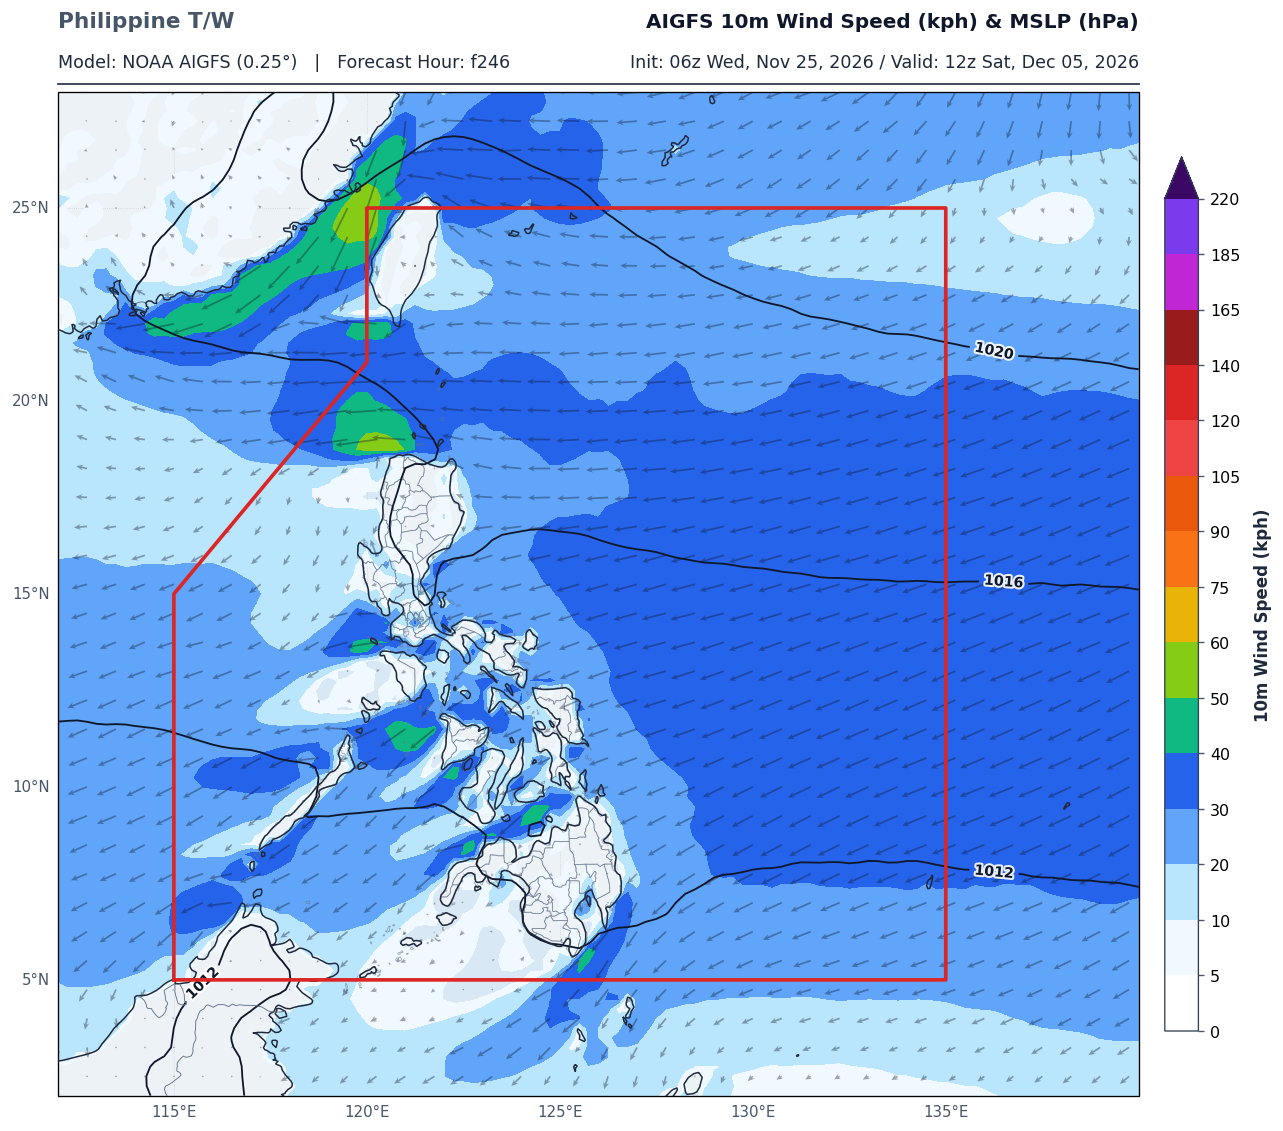 Philippine T/W
AIGFS 10m Wind Speed (kph) & MSLP (hPa)
Model: NOAA AIGFS (0.25°) | Forecast Hour: f246
Init: 06z Wed, Nov 25, 2026 / Valid: 12z Sat, Dec 05, 2026
25°N
20°N
15°N
10°N
5°N
115°E
120°E
125°E
130°E
135°E
1020
1016
1012
1012
220
185
165
140
120
105
90
75
60
50
40
30
20
10
5
0
10m Wind Speed (kph)